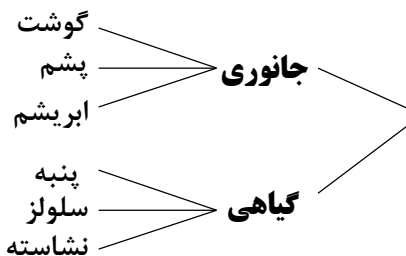 جانوری
گوشت
پشم
ابریشم
گیاهی
پنبه
سلولز
نشاسته